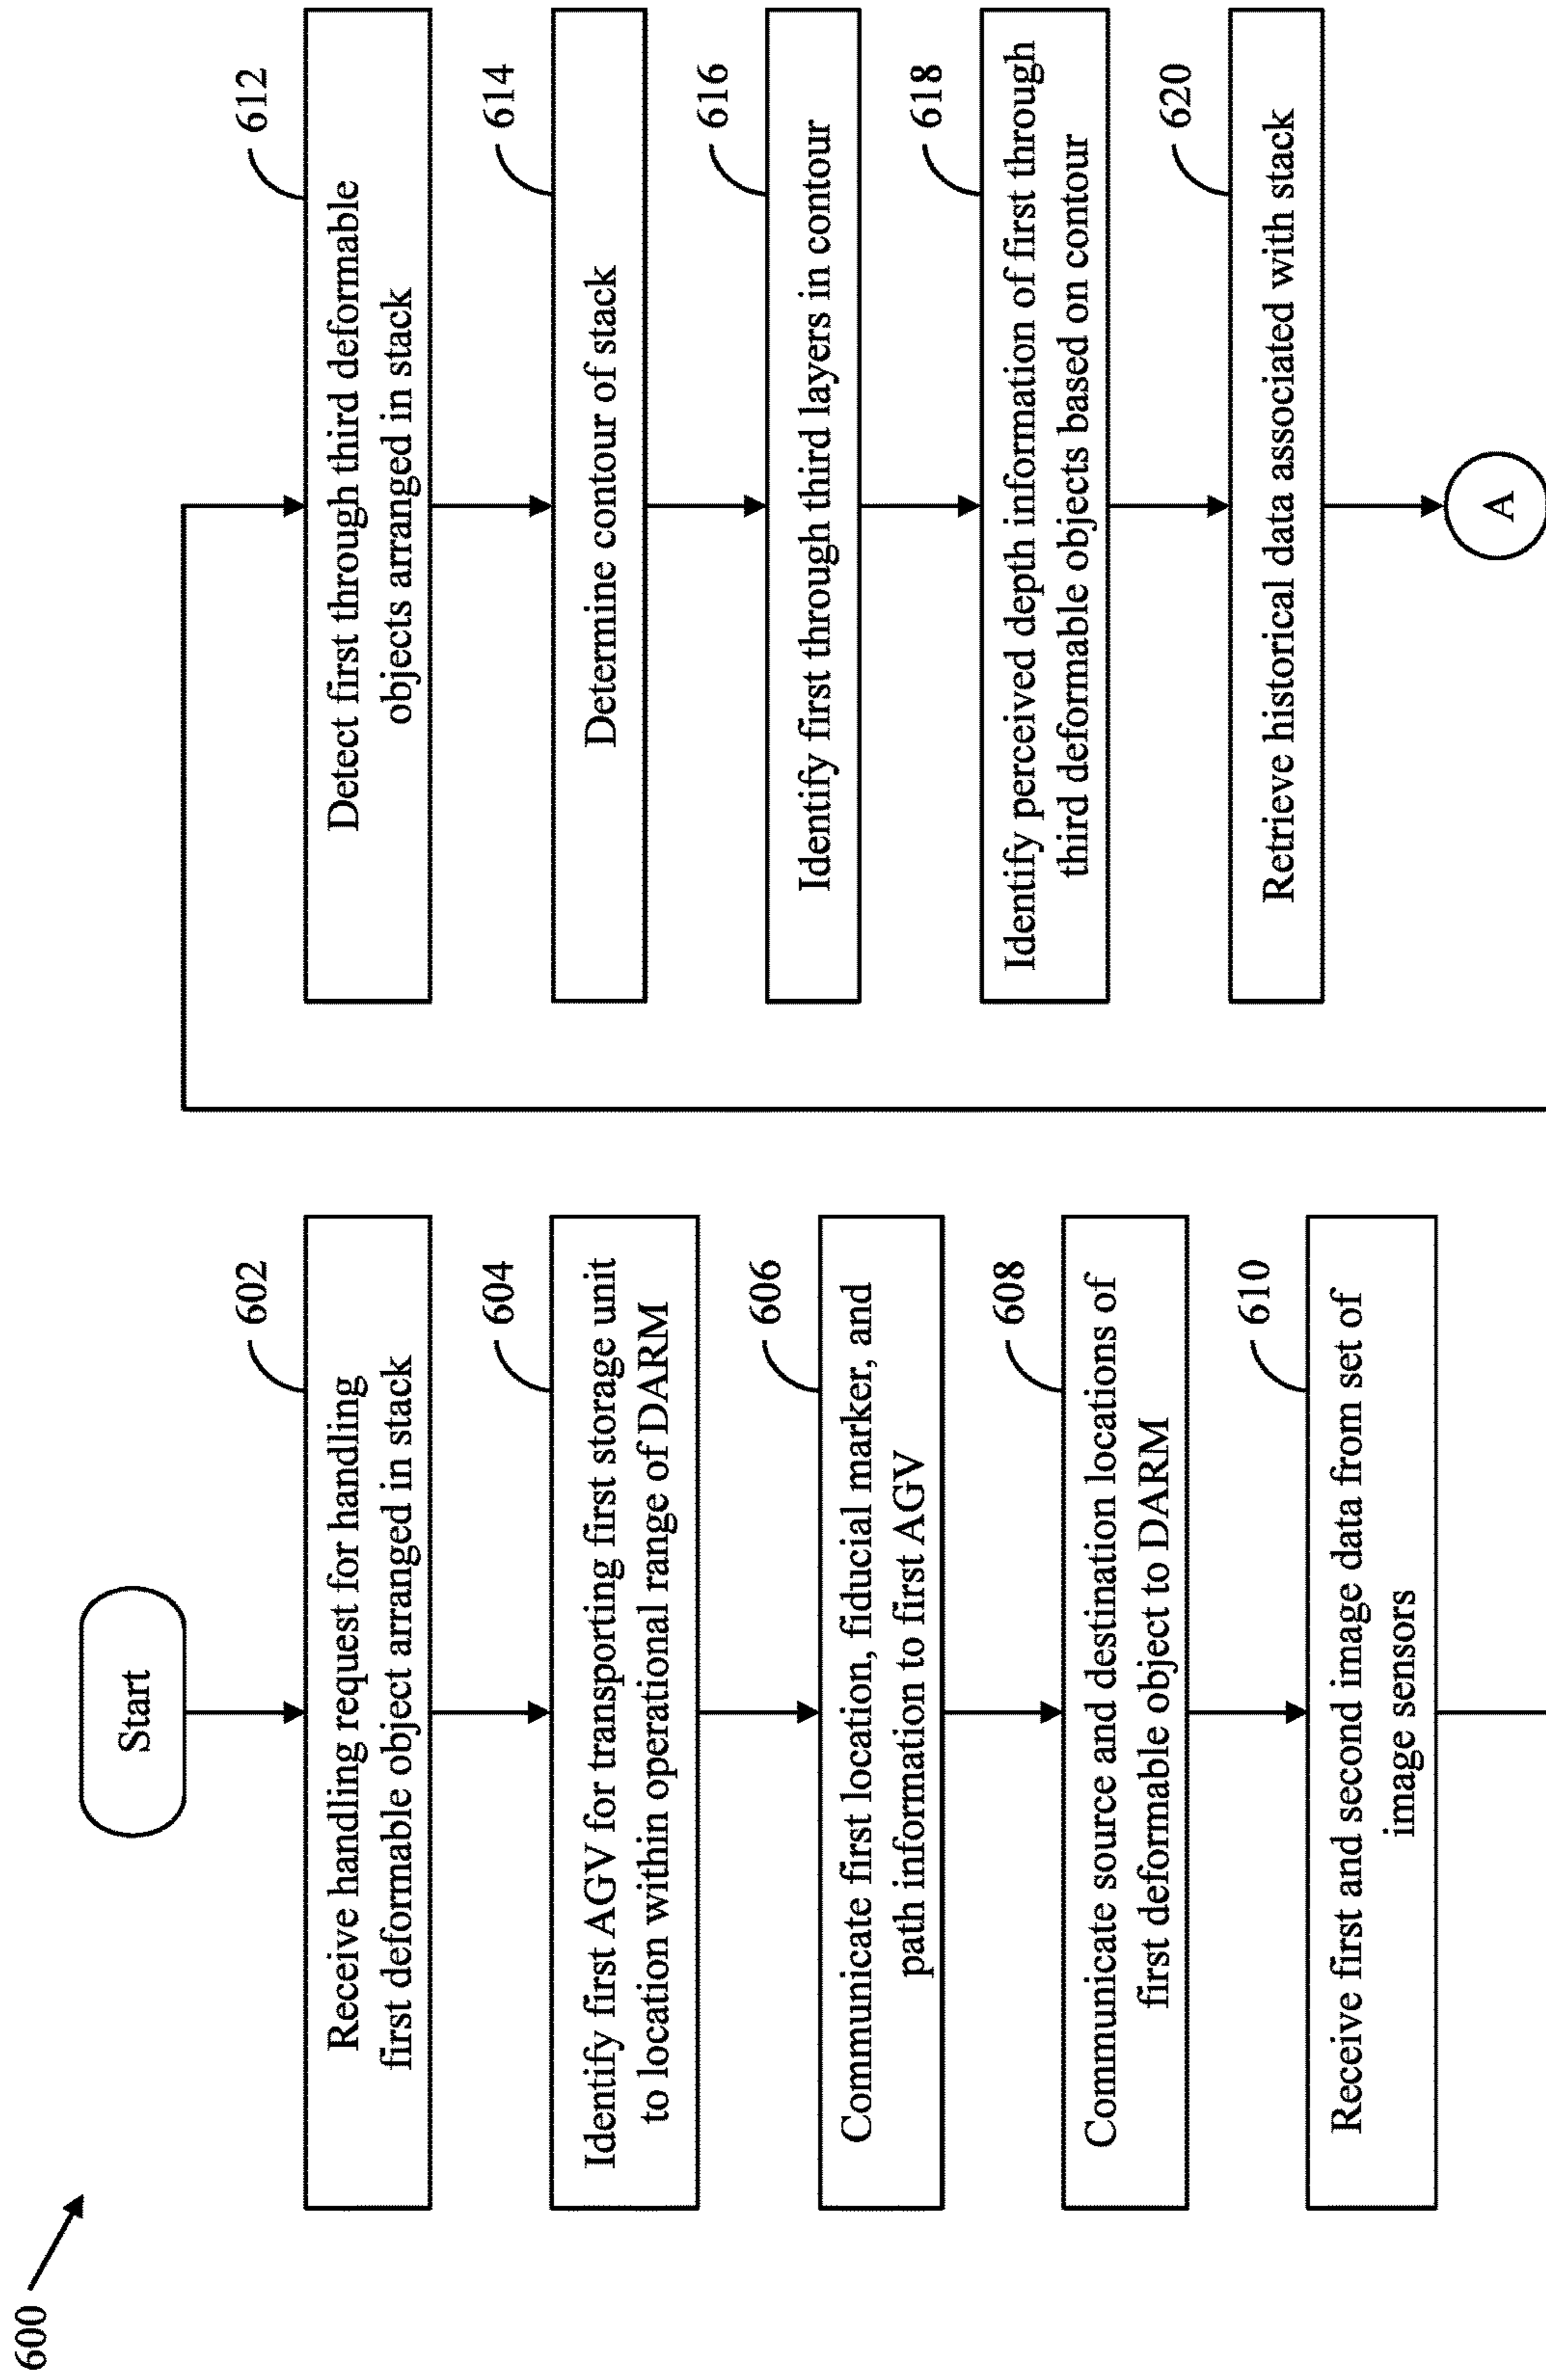 600
Start
602
Receive handling request for handling
first deformable object arranged in stack
604
Identify first AGV for transporting first storage unit
to location within operational range of DARM
606
Communicate first location, fiducial marker, and
path information to first AGV
608
Communicate source and destination locations of
first deformable object to DARM
610
Receive first and second image data from set of
image sensors
612
Detect first through third deformable
objects arranged in stack
614
Determine contour of stack
616
Identify first through third layers in contour
618
Identify perceived depth information of first through
third deformable objects based on contour
620
Retrieve historical data associated with stack
A